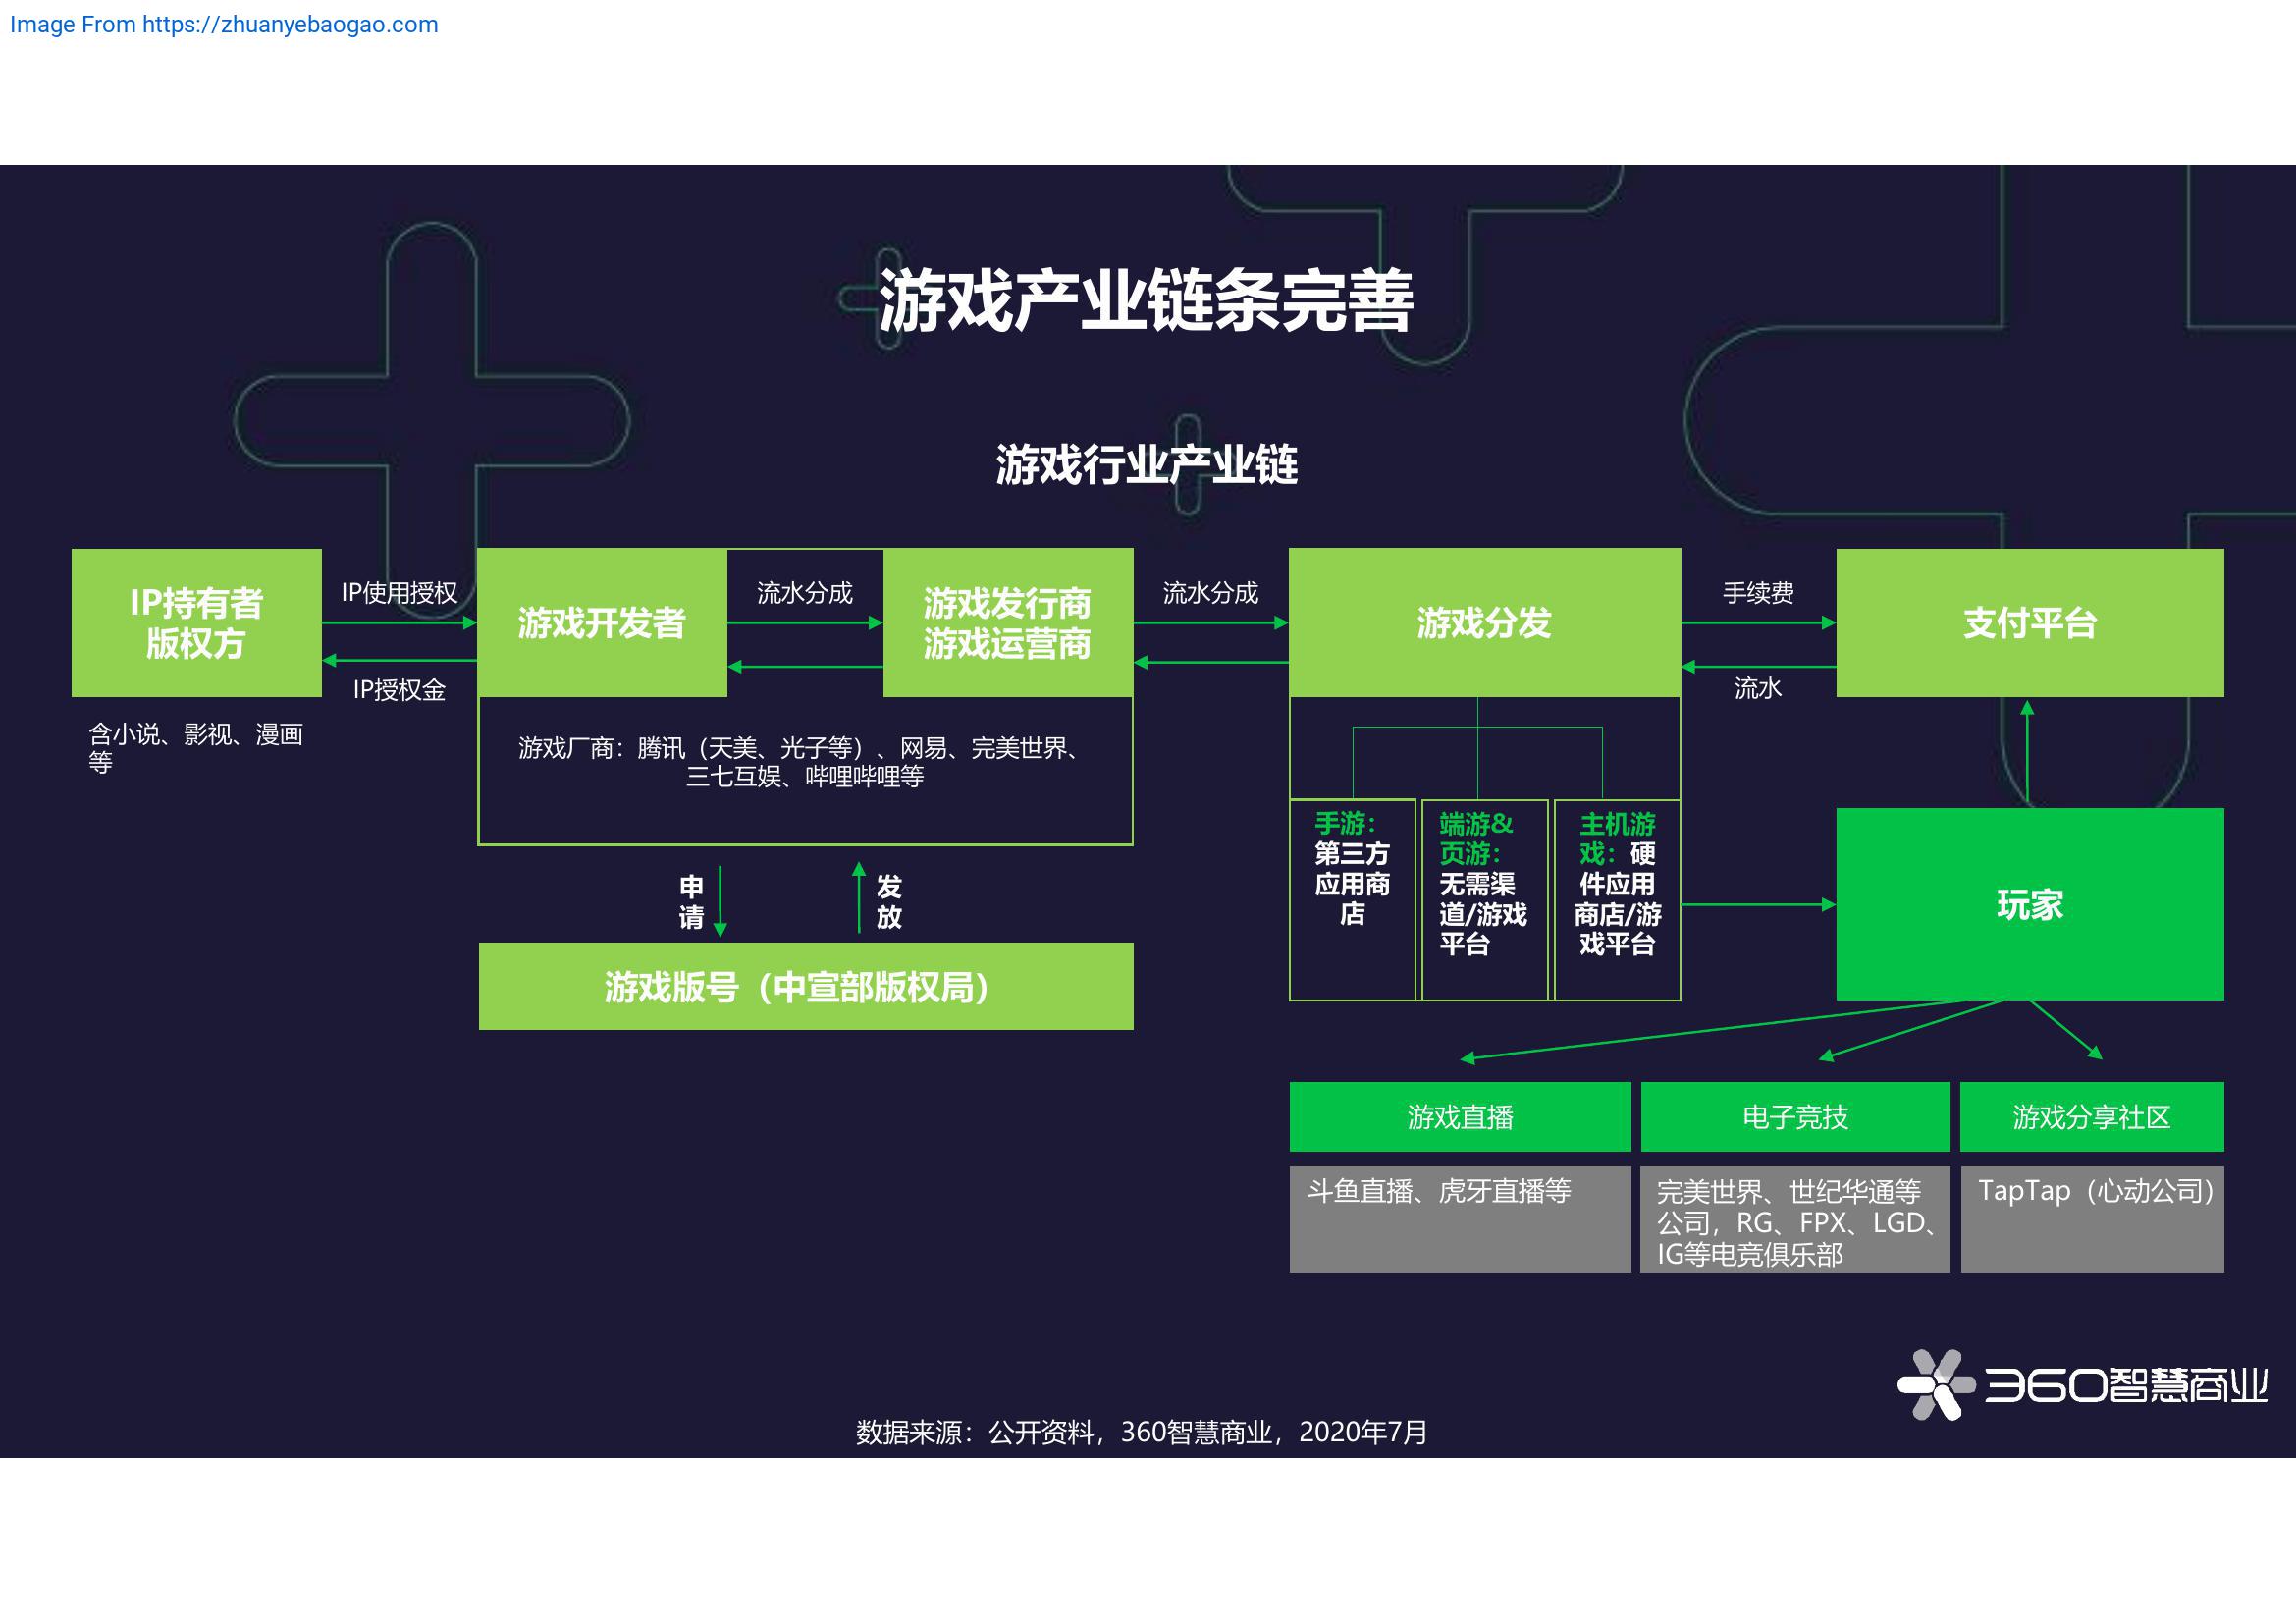 Image From https://zhuanyebaogao.com
游戏产业链条完善
游戏行业产业链
IP持有者
版权方
IP使用授权
IP授权金
含小说、影视、漫画
等
游戏开发者
流水分成
游戏发行商
游戏运营商
游戏厂商：腾讯（天美、光子等）、网易、完美世界、
三七互娱、哔哩哔哩等
申
请
发
放
游戏版号（中宣部版权局）
流水分成
游戏分发
手游：
第三方
应用商
店
端游&
页游：
无需渠
道/游戏
平台
主机游
戏：硬
件应用
商店/游
戏平台
手续费
流水
支付平台
玩家
游戏直播
电子竞技
游戏分享社区
斗鱼直播、虎牙直播等
完美世界、世纪华通等
公司，RG、FPX、LGD、
IG等电竞俱乐部
TapTap（心动公司）
360智慧商业
数据来源：公开资料，360智慧商业，2020年7月